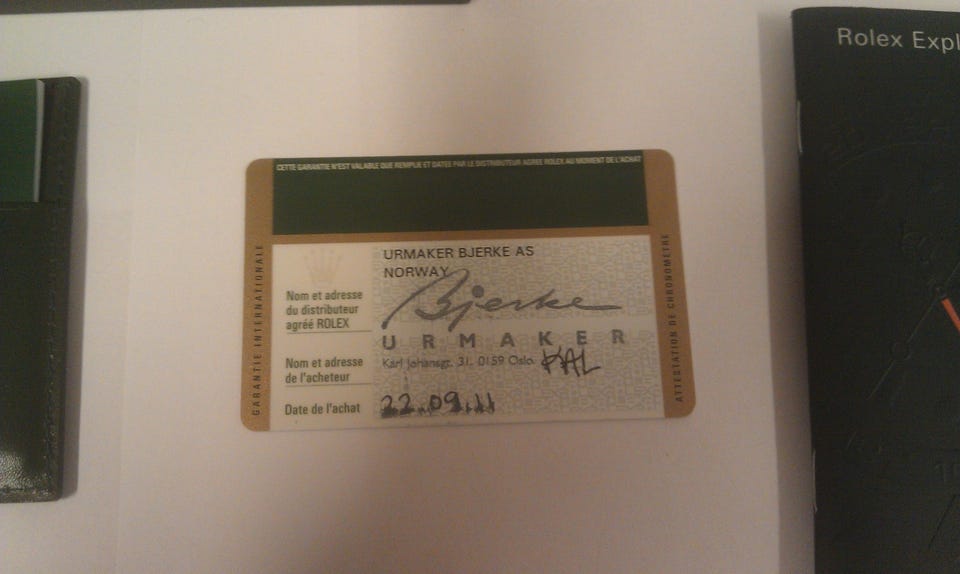 Rolex Expl
CETTE GARANTIE N'EST VALABLE QUE REMPLIE ET DATEE PAR LE DISTRIBUTEUR AGREE ROLEX AU MOMENT DE L'ACHAT
GARANTIE INTERNATIONALE
URMAKER BJERKE AS
NORWAY
Nom et adresse
du distributeur
agréé ROLEX
Bjerke
URMAKER
Nom et adresse
de l'acheteur
Karl Johansgt. 31. 0159 Oslo.
KAL
Date de l'achat
22.09.11
ATTESTATION DE CHRONOMETRE